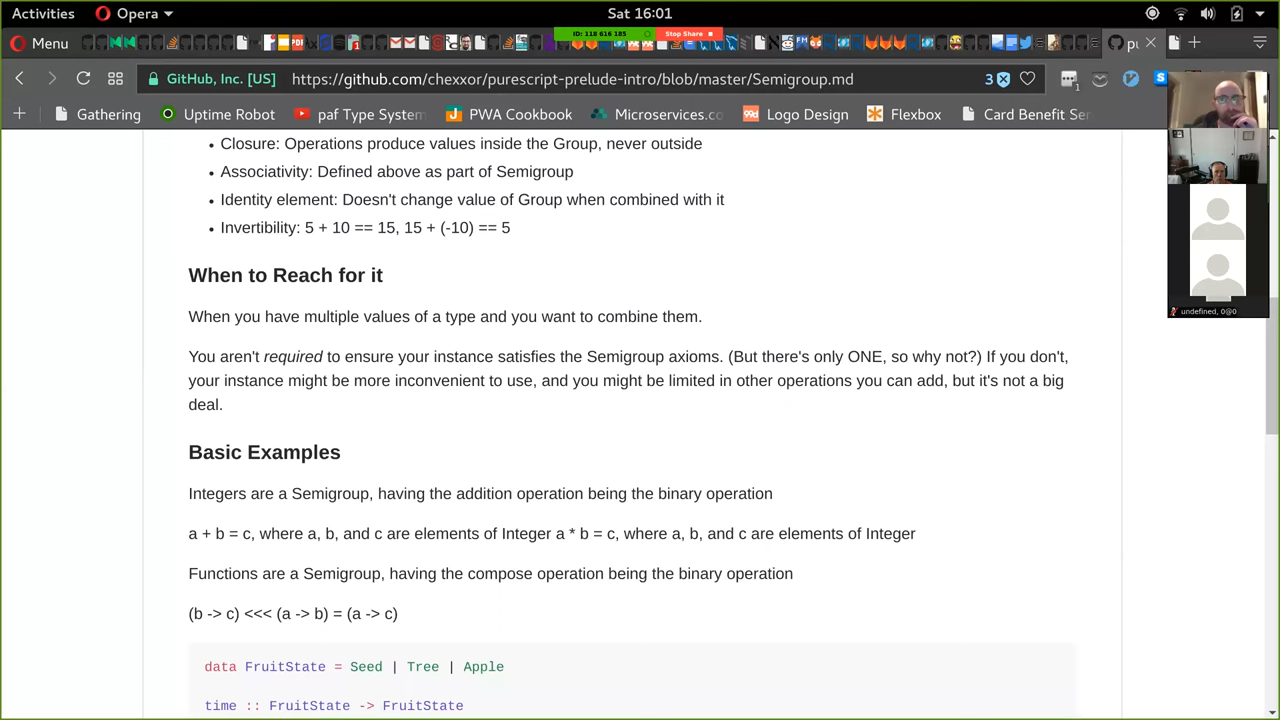 Activities Opera Sat 16:01
ID: 118 616 185 Stop Share
Menu
GitHub, Inc. [US] https://github.com/chexxor/purescript-prelude-intro/blob/master/Semigroup.md 3
Gathering Uptime Robot paf Type System PWA Cookbook Microservices.co Logo Design Flexbox Card Benefit Ser
• Closure: Operations produce values inside the Group, never outside
• Associativity: Defined above as part of Semigroup
• Identity element: Doesn't change value of Group when combined with it
• Invertibility: 5 + 10 == 15, 15 + (-10) == 5
undefined, 0@0
When to Reach for it
When you have multiple values of a type and you want to combine them.
You aren't required to ensure your instance satisfies the Semigroup axioms. (But there's only ONE, so why not?) If you don't,
your instance might be more inconvenient to use, and you might be limited in other operations you can add, but it's not a big
deal.
Basic Examples
Integers are a Semigroup, having the addition operation being the binary operation
a + b = c, where a, b, and c are elements of Integer a * b = c, where a, b, and c are elements of Integer
Functions are a Semigroup, having the compose operation being the binary operation
(b -> c) <<< (a -> b) = (a -> c)
data FruitState = Seed | Tree | Apple
time :: FruitState -> FruitState